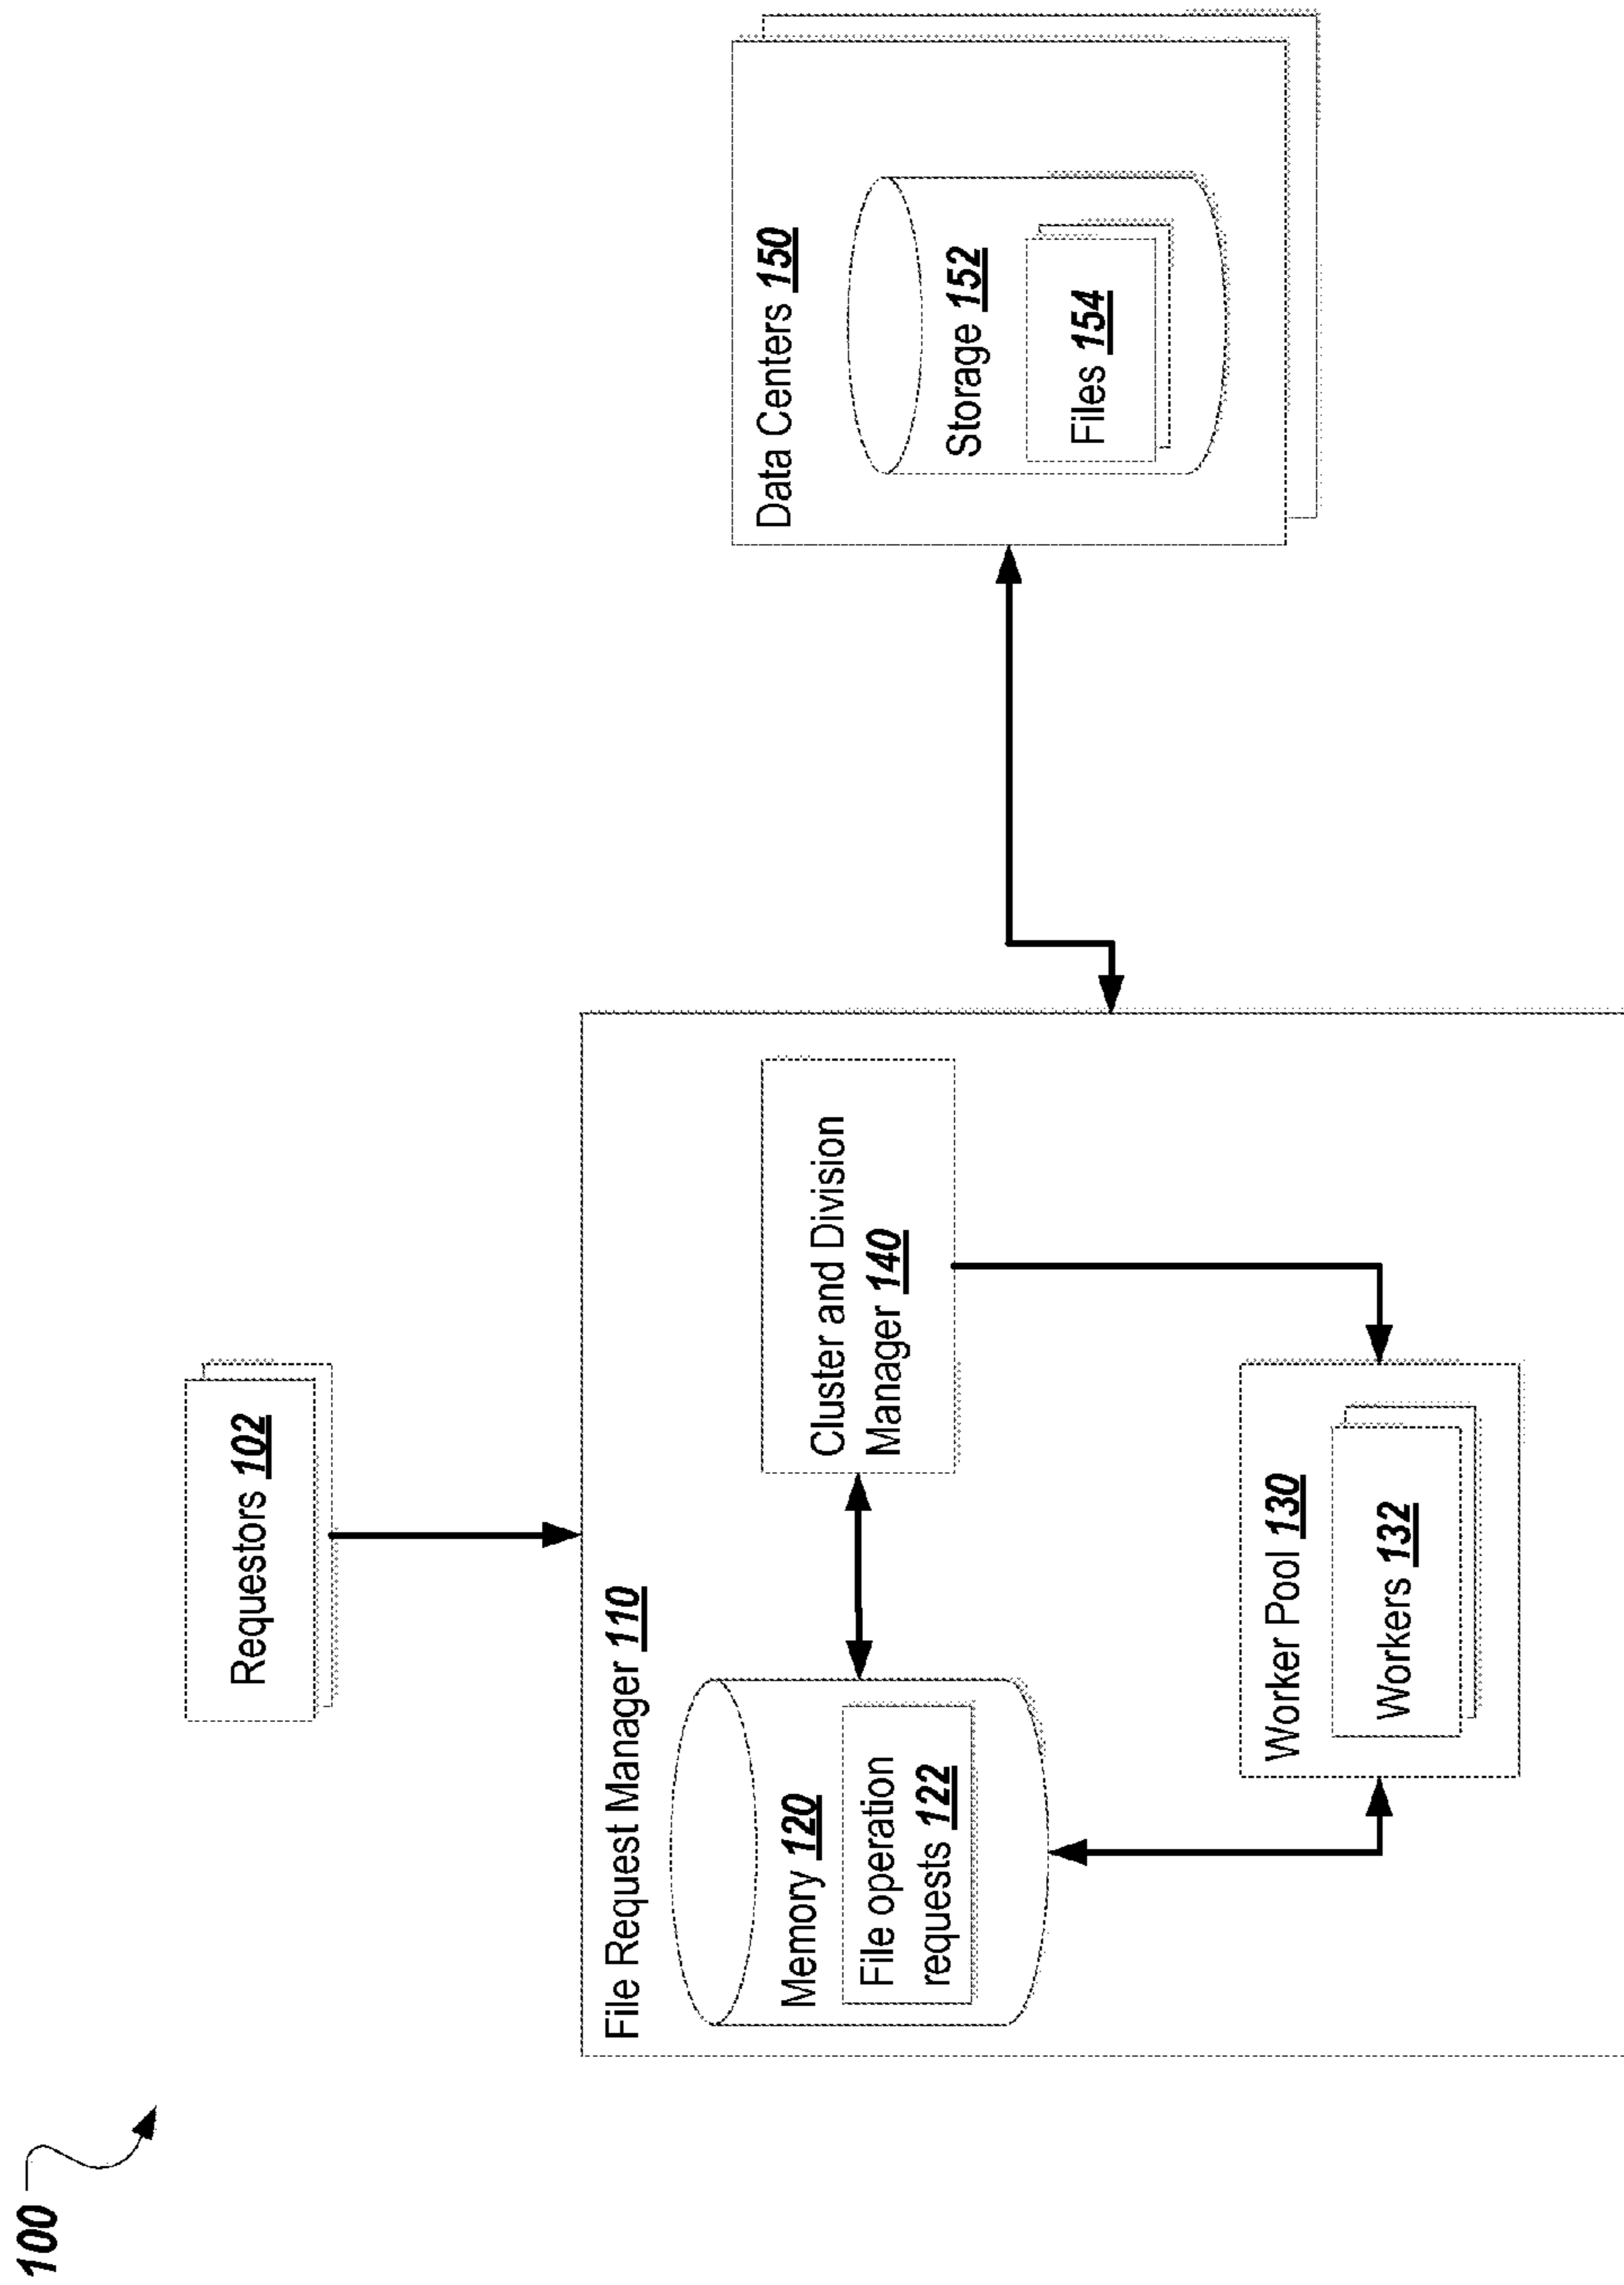 100
Requestors 102
File Request Manager 110
Memory 120
File operation
requests 122
Cluster and Division
Manager 140
Worker Pool 130
Workers 132
Data Centers 150
Storage 152
Files 154